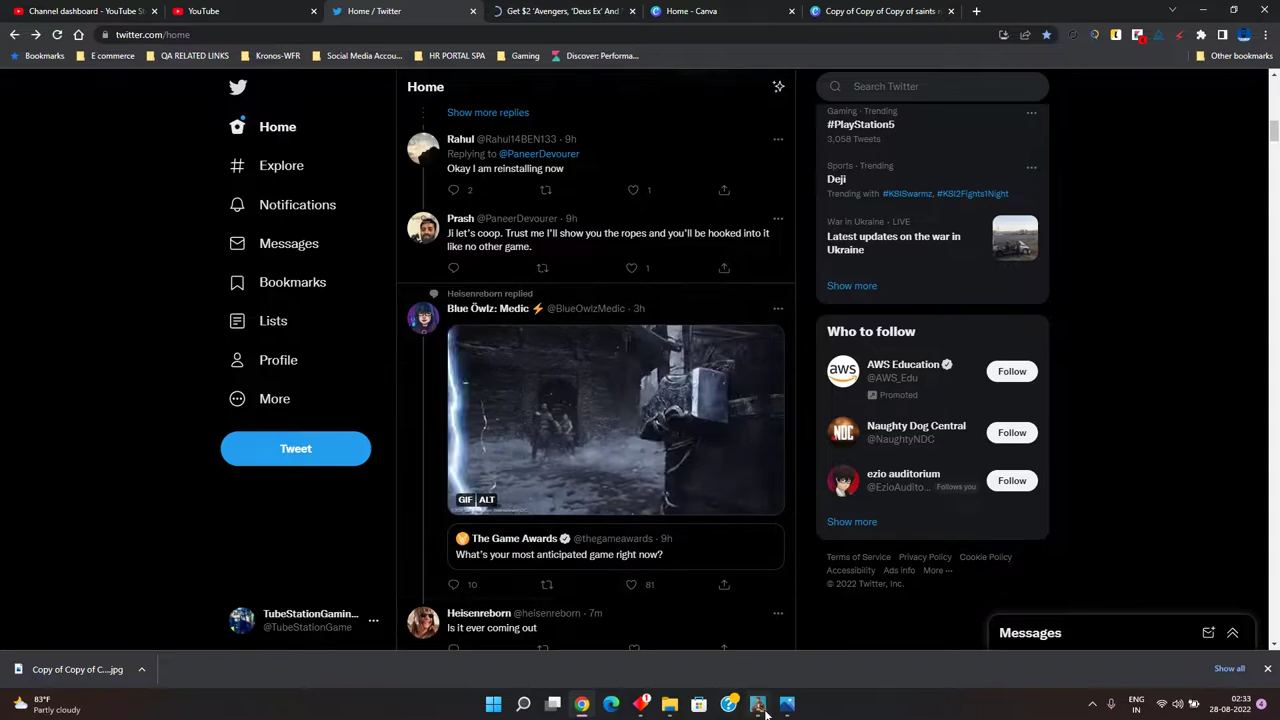 Channel dashboard - YouTube St
YouTube
Home / Twitter
Get $2 'Avengers, 'Deus Ex' And '
Home - Canva
Copy of Copy of Copy of saints r
twitter.com/home
Bookmarks
E commerce
QA RELATED LINKS
Kronos-WFR
Social Media Accou...
HR PORTAL SPA
Gaming
Discover: Performa...
Other bookmarks
Home
Explore
Notifications
Messages
Bookmarks
Lists
Profile
More
Tweet
TubeStationGamin...
@TubeStationGame
Home
Show more replies
Rahul @Rahul14BEN133 · 9h
Replying to @PaneerDevourer
Okay I am reinstalling now
2
1
Prash @PaneerDevourer · 9h
Ji let's coop. Trust me I'll show you the ropes and you'll be hooked into it
like no other game.
1
Heisenreborn replied
Blue Öwlz: Medic ⚡ @BlueOwlzMedic · 3h
GIF ALT
The Game Awards @thegameawards · 9h
What's your most anticipated game right now?
10
81
Heisenreborn @heisenreborn · 7m
Is it ever coming out
Search Twitter
Gaming · Trending
#PlayStation5
3,058 Tweets
Sports · Trending
Deji
Trending with #KSISwarmz, #KSI2Fights1Night
War in Ukraine · LIVE
Latest updates on the war in
Ukraine
Show more
Who to follow
AWS Education
@AWS_Edu
Promoted
Follow
Naughty Dog Central
@NaughtyNDC
Follow
ezio auditorium
@EzioAudito... Follows you
Follow
Show more
Terms of Service Privacy Policy Cookie Policy
Accessibility Ads info More ···
© 2022 Twitter, Inc.
Messages
Copy of Copy of C....jpg
Show all
83°F
Partly cloudy
1
ENG
IN
02:33
28-08-2022
4